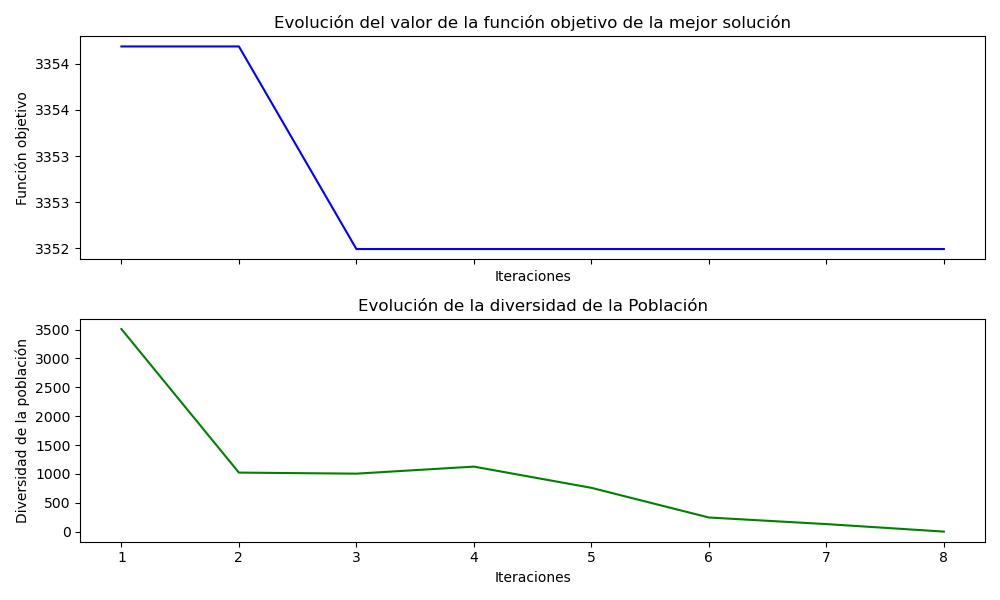 Evolución del valor de la función objetivo de la mejor solución
3354
3354
3353
3353
3352
Función objetivo
Iteraciones
Evolución de la diversidad de la Población
3500
3000
2500
2000
1500
1000
500
0
Diversidad de la población
1 2 3 4 5 6 7 8
Iteraciones